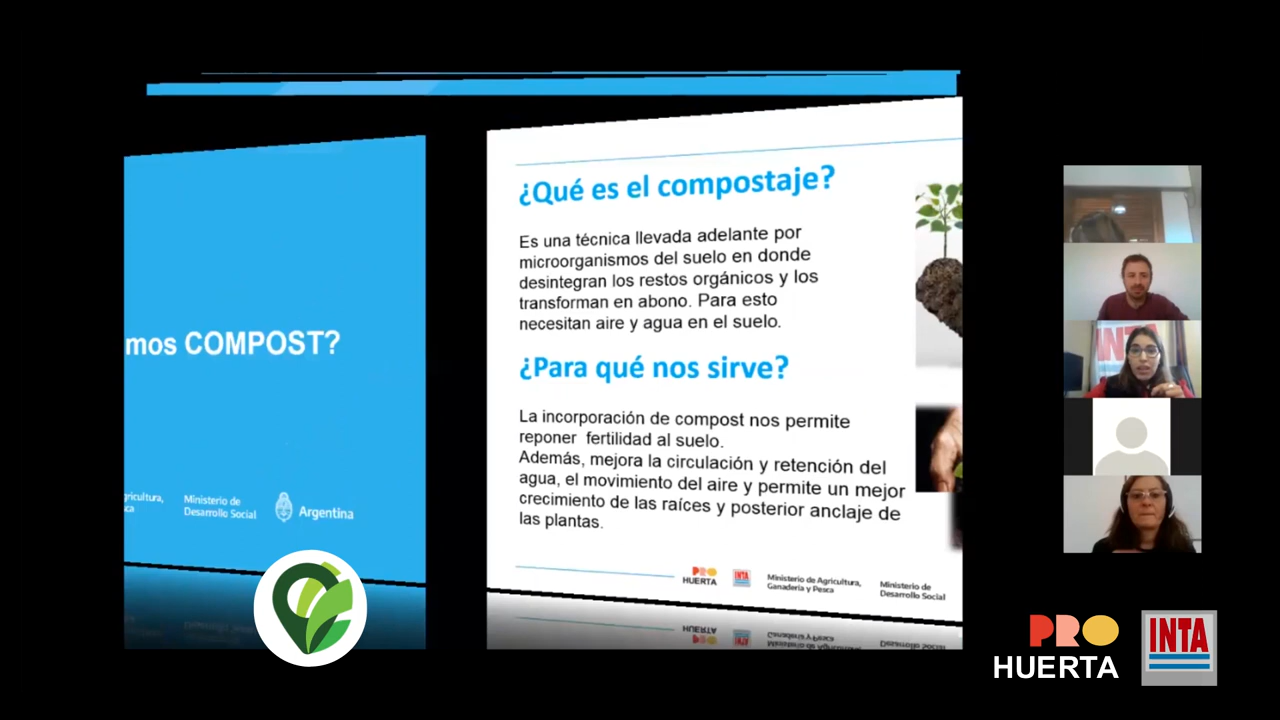 mos COMPOST?
Ministerio de
Desarrollo Social
Argentina
¿Qué es el compostaje?
Es una técnica llevada adelante por
microorganismos del suelo en donde
desintegran los restos orgánicos y los
transforman en abono. Para esto
necesitan aire y agua en el suelo.
¿Para qué nos sirve?
La incorporación de compost nos permite
reponer  fertilidad al suelo.
Además, mejora la circulación y retención del
agua, el movimiento del aire y permite un mejor
crecimiento de las raíces y posterior anclaje de
las plantas.
PRO
HUERTA
INTA
Ministerio de Agricultura,
Ganadería y Pesca
Ministerio de
Desarrollo Social
INTA
PRO
HUERTA
INTA